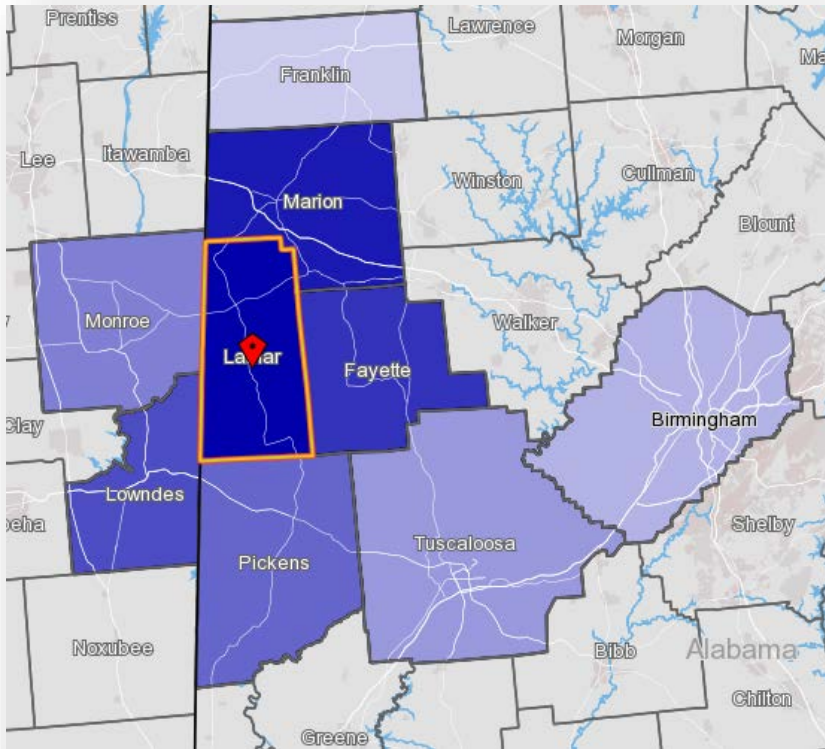 Prentiss
Lawrence
Morgan
Franklin
Lee
Itawamba
Marion
Winston
Cullman
Blount
Monroe
Lamar
Fayette
Walker
Clay
Birmingham
Lowndes
Shelby
Pickens
Tuscaloosa
Noxubee
Bibb
Alabama
Chilton
Greene